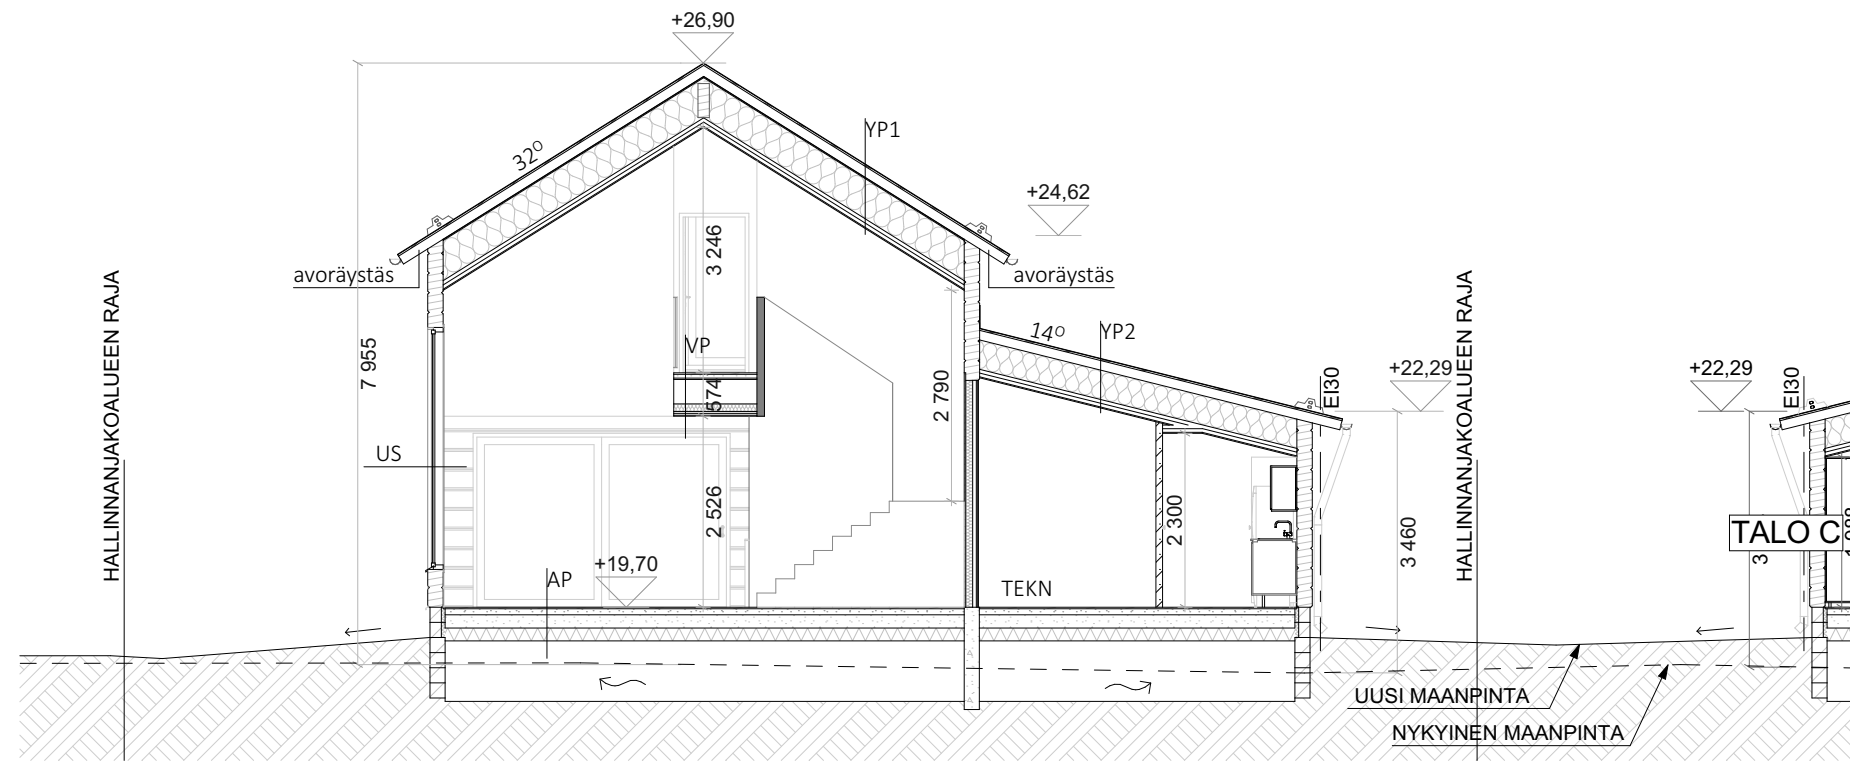 +26,90
YP1
32°
+24,62
3 246
avoräystäs
avoräystäs
HALLINNANJAKOALUEEN RAJA
7 955
14°
YP2
HALLINNANJAKOALUEEN RAJA
VP
574
2 790
EI30
+22,29
+22,29
EI30
US
2 526
2 300
3 460
TALO C
3
+19,70
AP
TEKN
UUSI MAANPINTA
NYKYINEN MAANPINTA